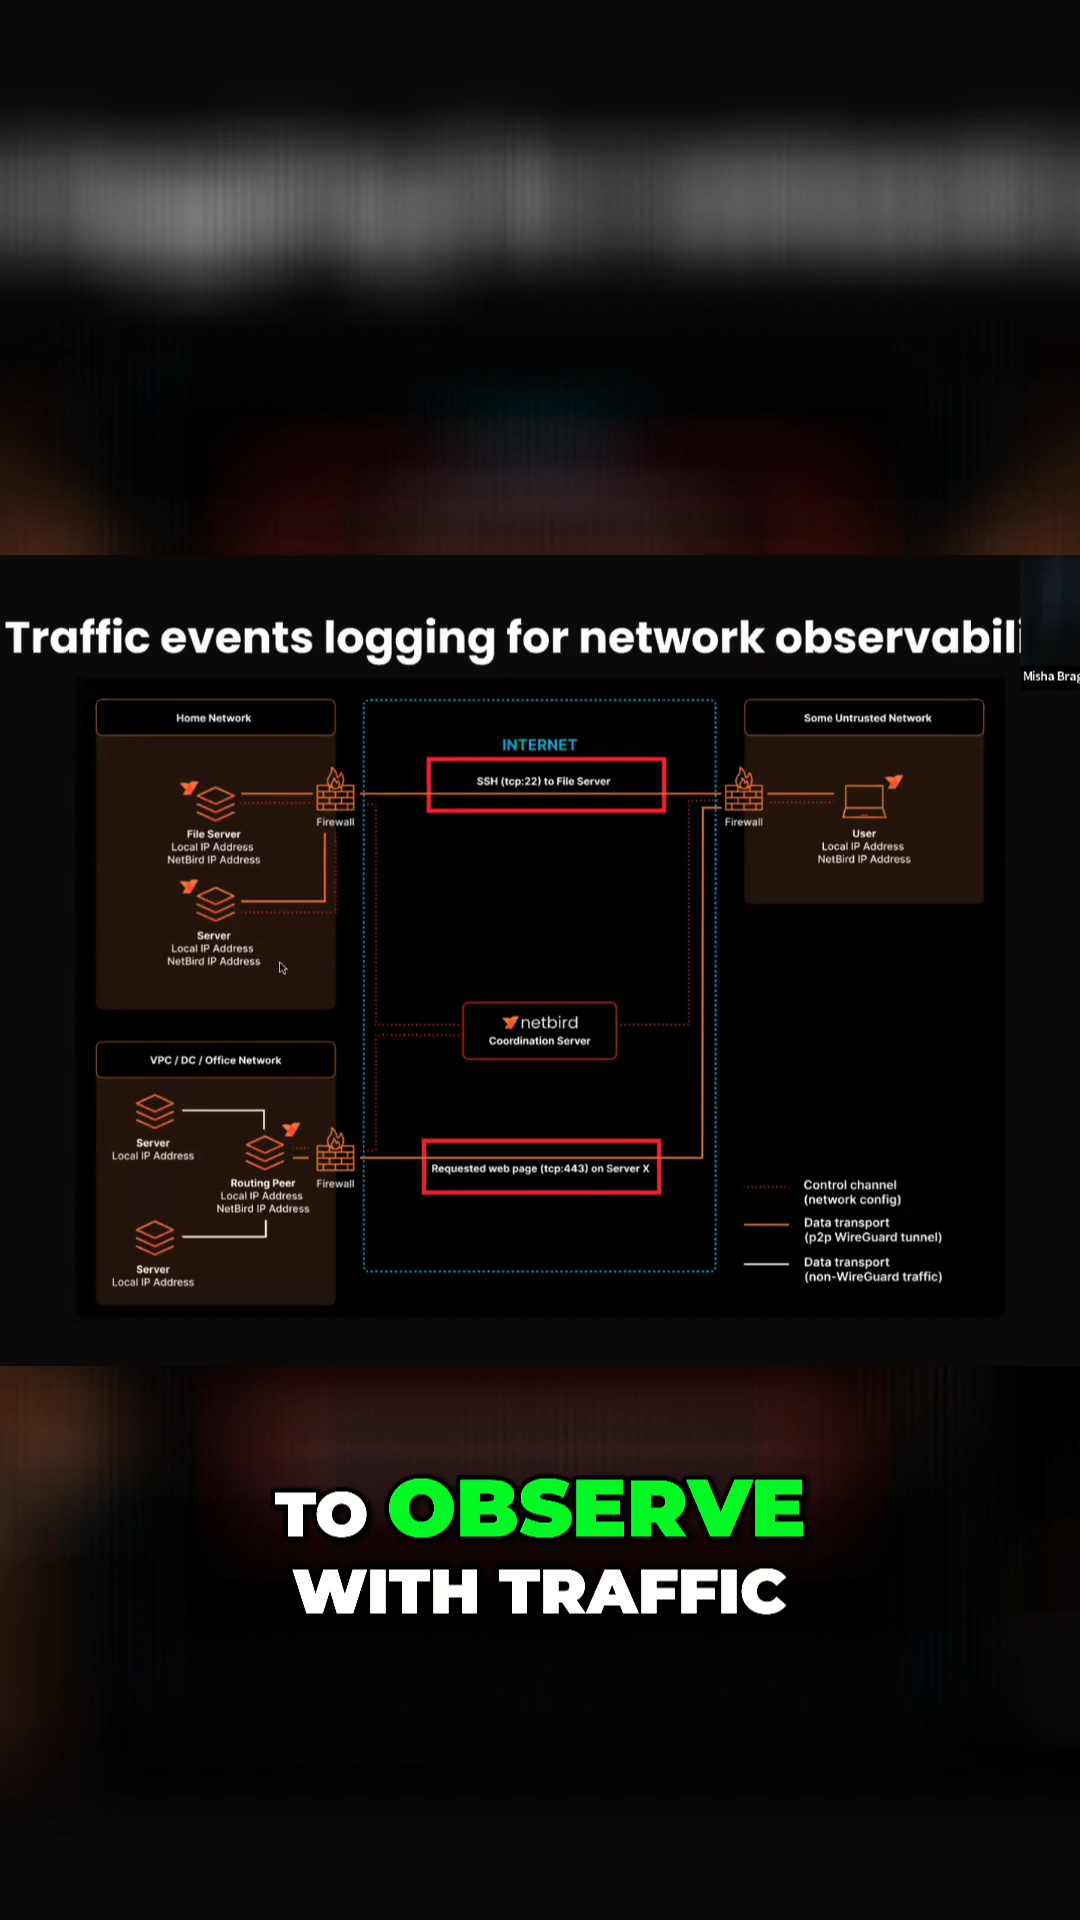 Traffic events logging for network observabili
Misha Brag
Home Network
INTERNET
Some Untrusted Network
SSH (tcp:22) to File Server
Firewall
Firewall
File Server
Local IP Address
NetBird IP Address
User
Local IP Address
NetBird IP Address
Server
Local IP Address
NetBird IP Address
netbird
Coordination Server
VPC / DC / Office Network
Server
Local IP Address
Routing Peer
Local IP Address
NetBird IP Address
Firewall
Requested web page (tcp:443) on Server X
Server
Local IP Address
Control channel
(network config)
Data transport
(p2p WireGuard tunnel)
Data transport
(non-WireGuard traffic)
TO OBSERVE
WITH TRAFFIC